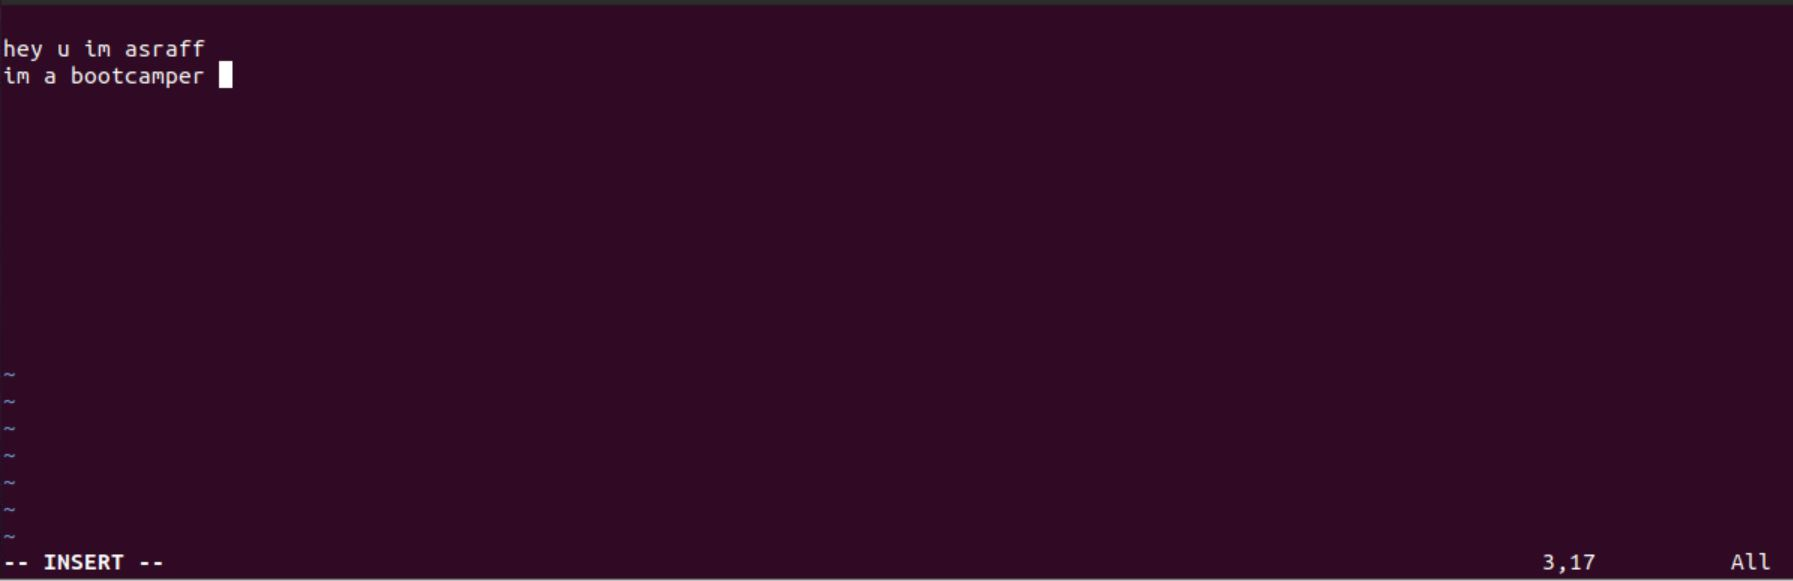 hey u im asraff
im a bootcamper
~
~
~
~
~
~
~
-- INSERT -- 3,17 All